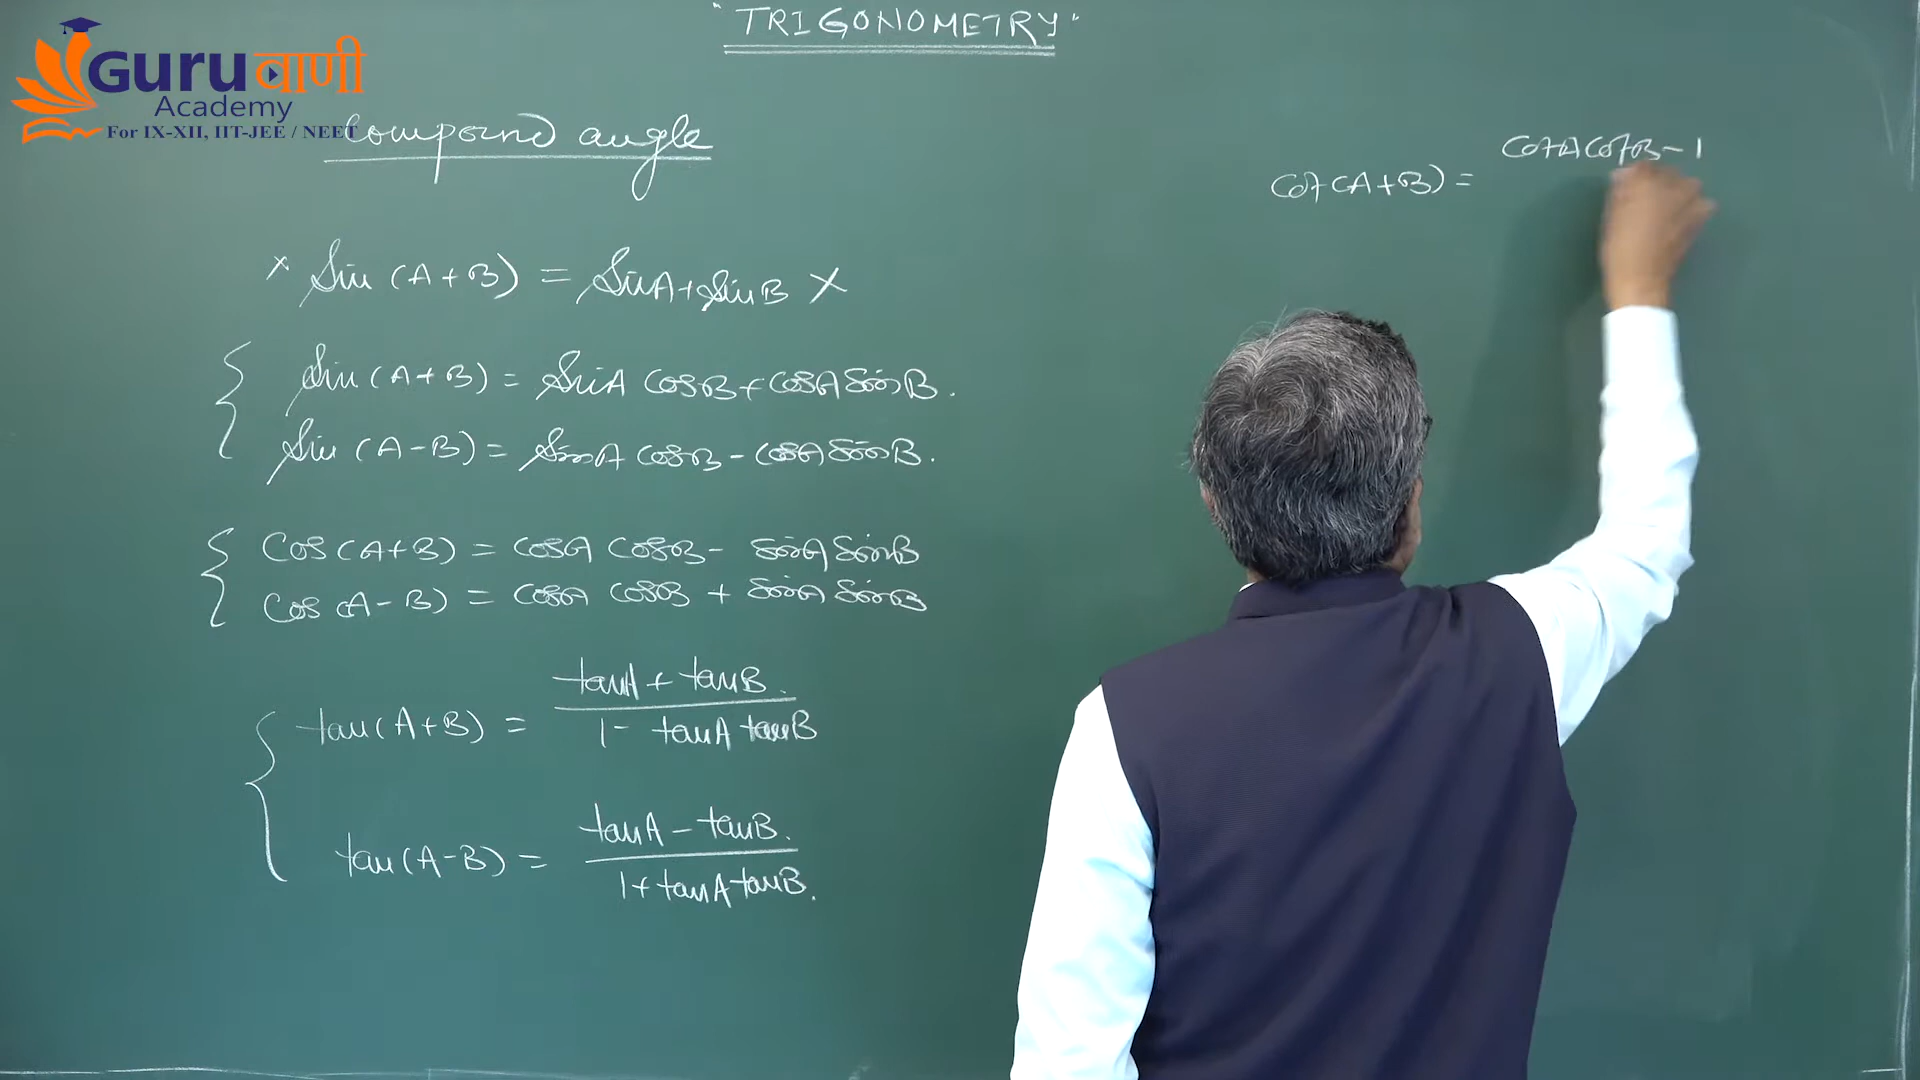 "TRIGONOMETRY"
Guru वाणी
Academy
For IX-XII, IIT-JEE / NEET
Compound angle
× Sin (A+B) = SinA+SinB ×
Sin (A+B) = SinA CosB+CosA SinB.
Sin (A-B) = SinA CosB - CosA SinB.
Cos (A+B) = CosA CosB - SinA SinB
Cos (A-B) = CosA CosB + SinA SinB
tanA + tanB.
tan(A+B) =
1 - tanA tanB
tanA - tanB.
tan(A-B) =
1+tanA tanB.
CotA CotB - 1
Cot(A+B) =